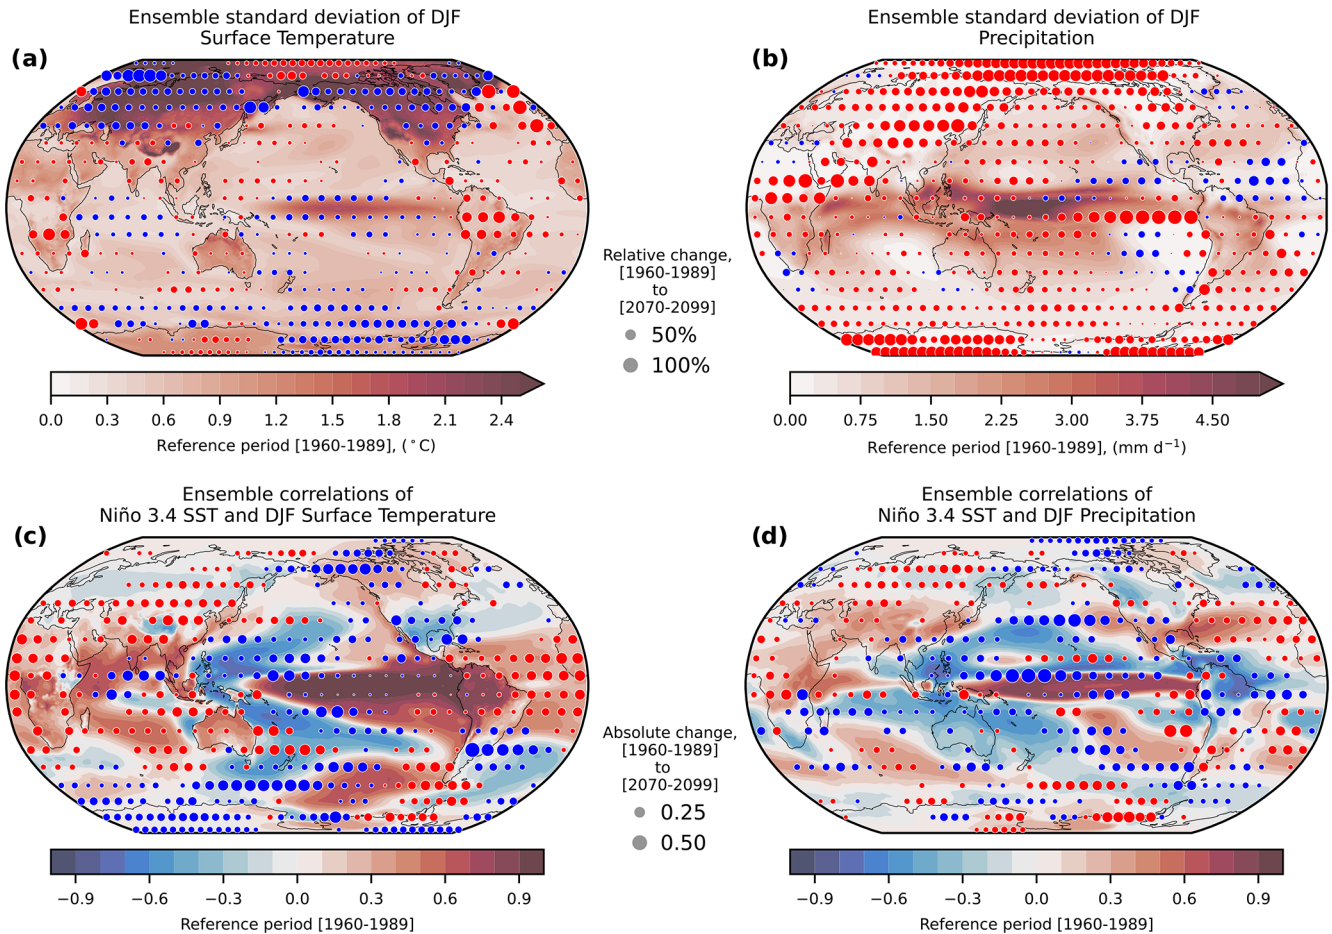 Ensemble standard deviation of DJF
Surface Temperature
Ensemble standard deviation of DJF
Precipitation
(a)
(b)
Relative change,
[1960-1989]
to
[2070-2099]
50%
100%
0.0 0.3 0.6 0.9 1.2 1.5 1.8 2.1 2.4
Reference period [1960-1989], (°C)
0.00 0.75 1.50 2.25 3.00 3.75 4.50
Reference period [1960-1989], (mm d⁻¹)
Ensemble correlations of
Niño 3.4 SST and DJF Surface Temperature
Ensemble correlations of
Niño 3.4 SST and DJF Precipitation
(c)
(d)
Absolute change,
[1960-1989]
to
[2070-2099]
0.25
0.50
−0.9 −0.6 −0.3 0.0 0.3 0.6 0.9
Reference period [1960-1989]
−0.9 −0.6 −0.3 0.0 0.3 0.6 0.9
Reference period [1960-1989]